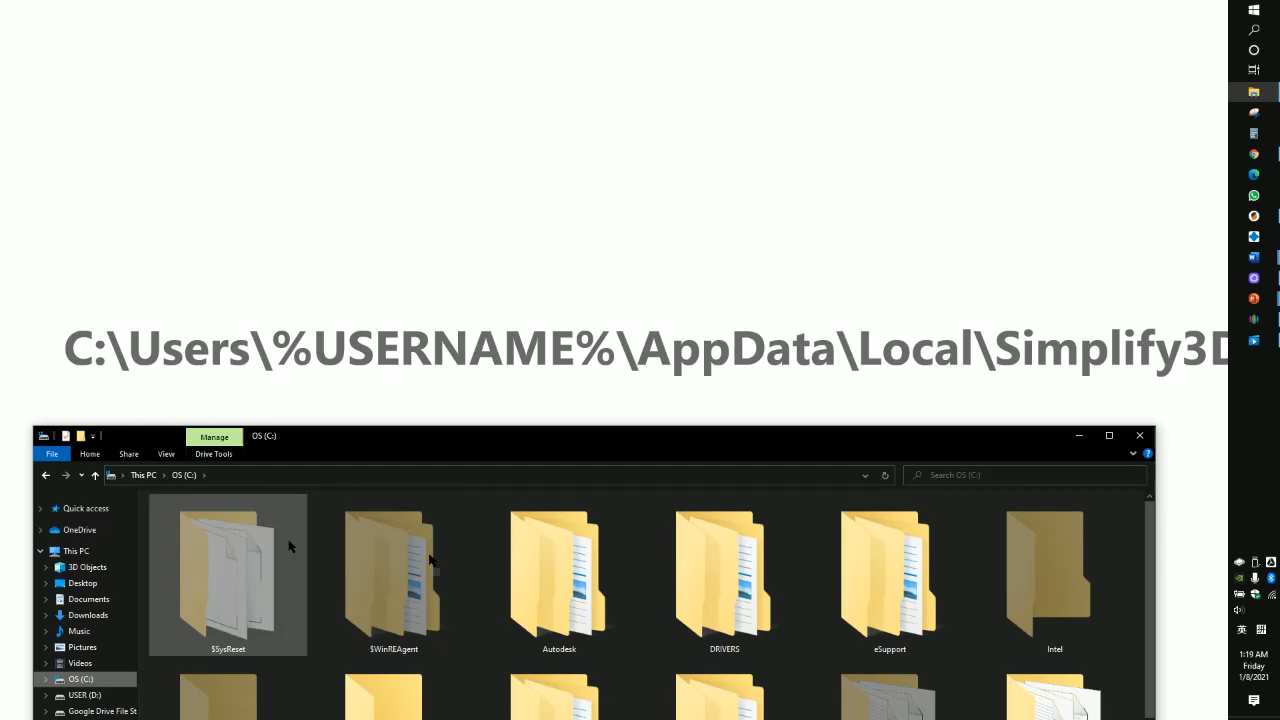 C:\Users\%USERNAME%\AppData\Local\Simplify3D
Manage
OS (C:)
File
Home
Share
View
Drive Tools
This PC
OS (C:)
Search OS (C:)
Quick access
OneDrive
This PC
3D Objects
Desktop
Documents
Downloads
Music
Pictures
Videos
OS (C:)
USER (D:)
Google Drive File St
$SysReset
$WinREAgent
Autodesk
DRIVERS
eSupport
Intel
英
1:19 AM
Friday
1/8/2021